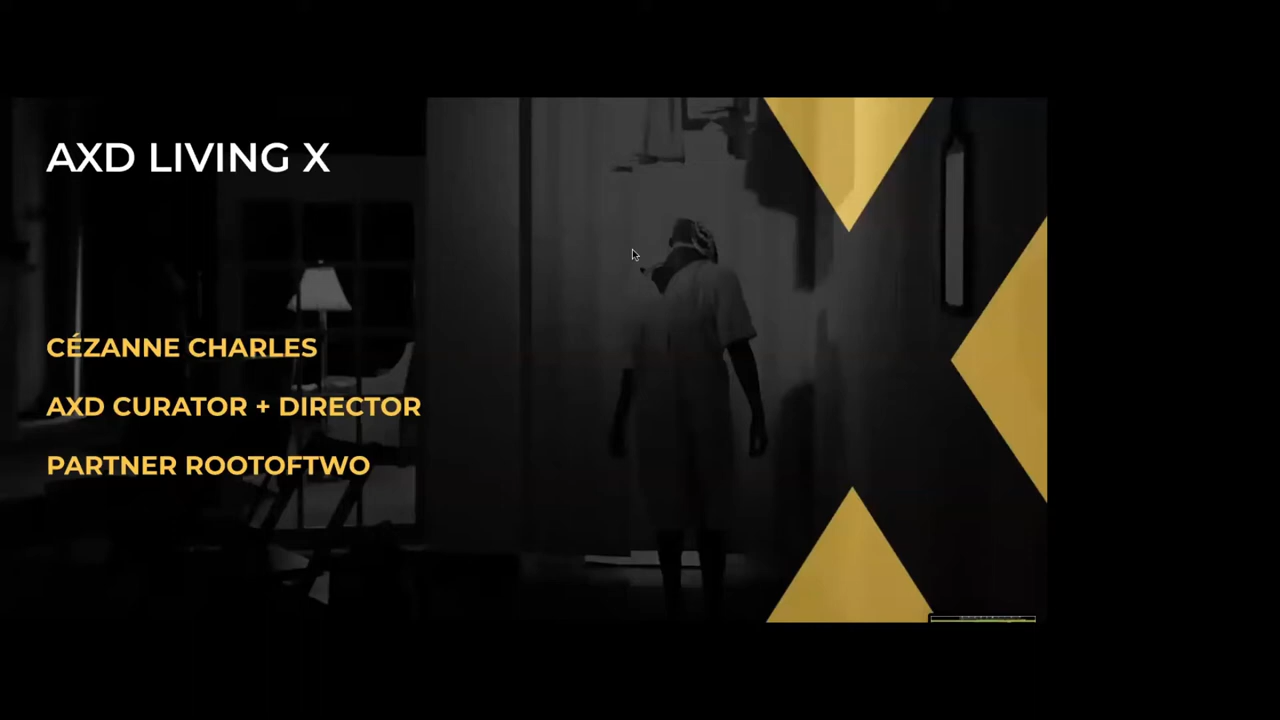 AXD LIVING X
CÉZANNE CHARLES
AXD CURATOR + DIRECTOR
PARTNER ROOTOFTWO